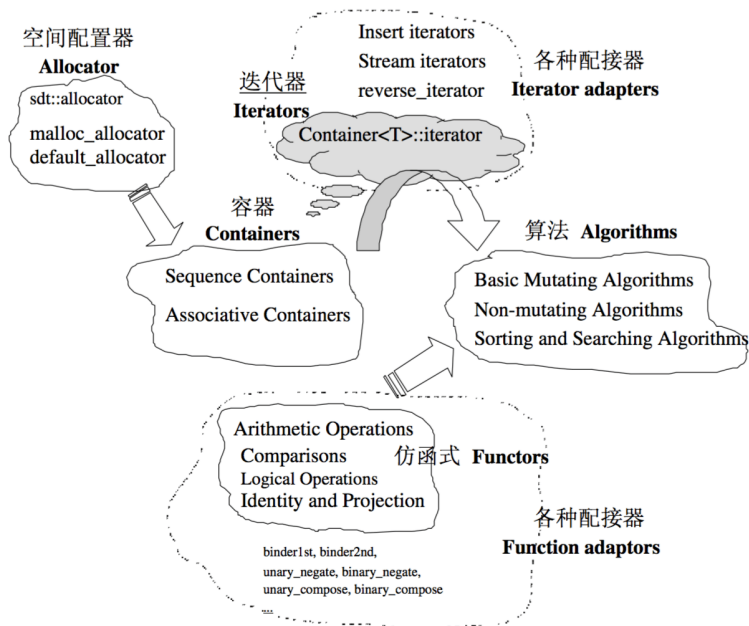 空间配置器
Allocator
sdt::allocator
malloc_allocator
default_allocator
Insert iterators
Stream iterators
reverse_iterator
迭代器
Iterators
各种配接器
Iterator adapters
Container<T>::iterator
容器
Containers
Sequence Containers
Associative Containers
算法 Algorithms
Basic Mutating Algorithms
Non-mutating Algorithms
Sorting and Searching Algorithms
Arithmetic Operations
Comparisons
Logical Operations
Identity and Projection
仿函式 Functors
各种配接器
Function adaptors
binder1st, binder2nd,
unary_negate, binary_negate,
unary_compose, binary_compose
...